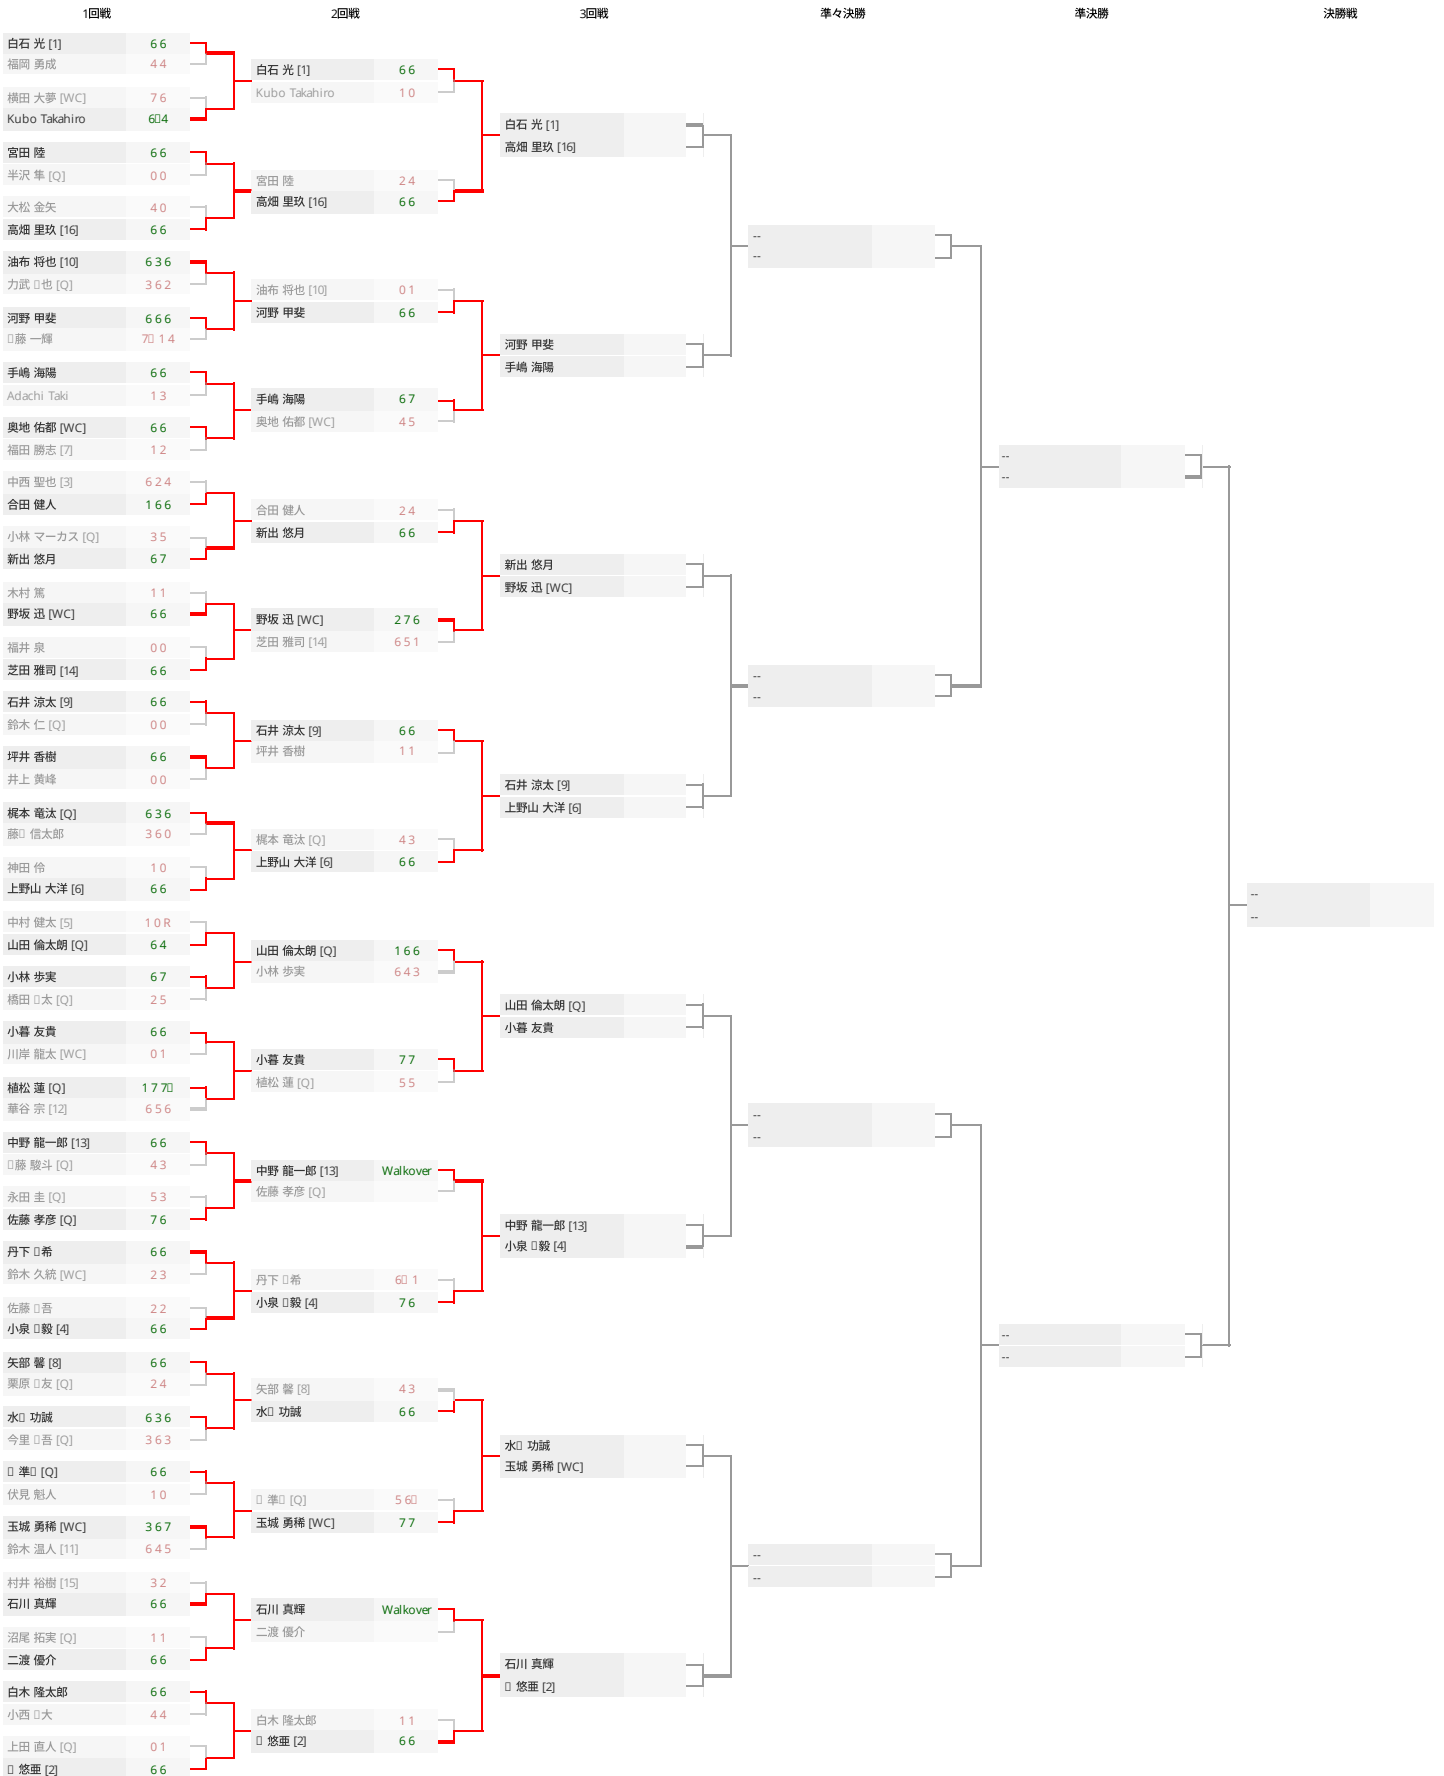 1回戦 2回戦 3回戦 準々決勝 準決勝 決勝戦
白石 光 [1] 6 6
福岡 勇成 4 4
横田 大夢 [WC] 7 6
Kubo Takahiro 6 4
宮田 陸 6 6
半沢 隼 [Q] 0 0
大松 金矢 4 0
高畑 里玖 [16] 6 6
油布 将也 [10] 6 3 6
力武 也 [Q] 3 6 2
河野 甲斐 6 6 6
藤 一輝 7 1 4
手嶋 海陽 6 6
Adachi Taki 1 3
奥地 佑都 [WC] 6 6
福田 勝志 [7] 1 2
中西 聖也 [3] 6 2 4
合田 健人 1 6 6
小林 マーカス [Q] 3 5
新出 悠月 6 7
木村 篤 1 1
野坂 迅 [WC] 6 6
福井 泉 0 0
芝田 雅司 [14] 6 6
石井 涼太 [9] 6 6
鈴木 仁 [Q] 0 0
坪井 香樹 6 6
井上 黄峰 0 0
梶本 竜汰 [Q] 6 3 6
藤 信太郎 3 6 0
神田 伶 1 0
上野山 大洋 [6] 6 6
中村 健太 [5] 1 0 R
山田 倫太朗 [Q] 6 4
小林 歩実 6 7
橋田 太 [Q] 2 5
小暮 友貴 6 6
川岸 龍太 [WC] 0 1
植松 蓮 [Q] 1 7 7
華谷 宗 [12] 6 5 6
中野 龍一郎 [13] 6 6
藤 駿斗 [Q] 4 3
永田 圭 [Q] 5 3
佐藤 孝彦 [Q] 7 6
丹下 希 6 6
鈴木 久統 [WC] 2 3
佐藤 吾 2 2
小泉 毅 [4] 6 6
矢部 馨 [8] 6 6
栗原 友 [Q] 2 4
水 功誠 6 3 6
今里 吾 [Q] 3 6 3
準 [Q] 6 6
伏見 魁人 1 0
玉城 勇稀 [WC] 3 6 7
鈴木 温人 [11] 6 4 5
村井 裕樹 [15] 3 2
石川 真輝 6 6
沼尾 拓実 [Q] 1 1
二渡 優介 6 6
白木 隆太郎 6 6
小西 大 4 4
上田 直人 [Q] 0 1
悠亜 [2] 6 6
白石 光 [1] 6 6
Kubo Takahiro 1 0
宮田 陸 2 4
高畑 里玖 [16] 6 6
油布 将也 [10] 0 1
河野 甲斐 6 6
手嶋 海陽 6 7
奥地 佑都 [WC] 4 5
合田 健人 2 4
新出 悠月 6 6
野坂 迅 [WC] 2 7 6
芝田 雅司 [14] 6 5 1
石井 涼太 [9] 6 6
坪井 香樹 1 1
梶本 竜汰 [Q] 4 3
上野山 大洋 [6] 6 6
山田 倫太朗 [Q] 1 6 6
小林 歩実 6 4 3
小暮 友貴 7 7
植松 蓮 [Q] 5 5
中野 龍一郎 [13] Walkover
佐藤 孝彦 [Q]
丹下 希 6 1
小泉 毅 [4] 7 6
矢部 馨 [8] 4 3
水 功誠 6 6
準 [Q] 5 6
玉城 勇稀 [WC] 7 7
石川 真輝 Walkover
二渡 優介
白木 隆太郎 1 1
悠亜 [2] 6 6
白石 光 [1]
高畑 里玖 [16]
河野 甲斐
手嶋 海陽
新出 悠月
野坂 迅 [WC]
石井 涼太 [9]
上野山 大洋 [6]
山田 倫太朗 [Q]
小暮 友貴
中野 龍一郎 [13]
小泉 毅 [4]
水 功誠
玉城 勇稀 [WC]
石川 真輝
悠亜 [2]
--
--
--
--
--
--
--
--
--
--
--
--
--
--